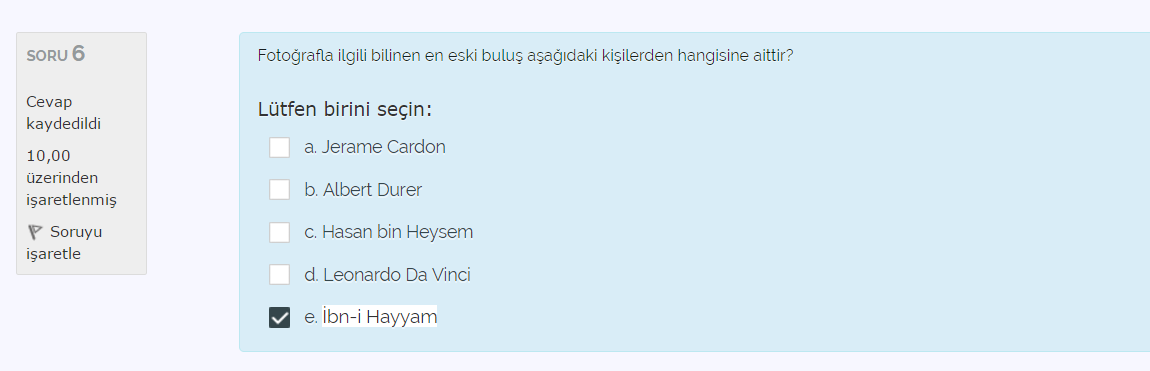 SORU 6
Cevap
kaydedildi
10,00
üzerinden
işaretlenmiş
Soruyu
işaretle
Fotoğrafla ilgili bilinen en eski buluş aşağıdaki kişilerden hangisine aittir?
Lütfen birini seçin:
a. Jerame Cardon
b. Albert Durer
c. Hasan bin Heysem
d. Leonardo Da Vinci
e. İbn-i Hayyam